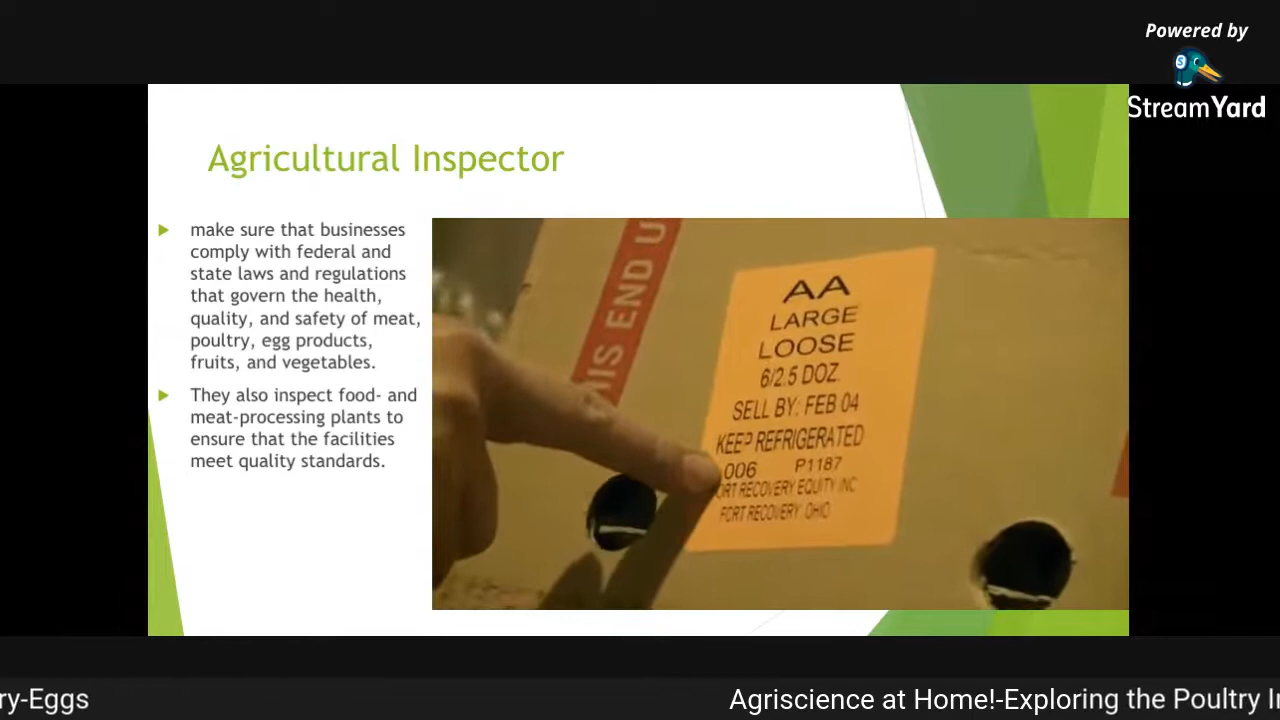 Powered by
StreamYard
Agricultural Inspector
make sure that businesses
comply with federal and
state laws and regulations
that govern the health,
quality, and safety of meat,
poultry, egg products,
fruits, and vegetables.
They also inspect food- and
meat-processing plants to
ensure that the facilities
meet quality standards.
HIS END U
AA
LARGE
LOOSE
6/2.5 DOZ.
SELL BY: FEB 04
KEEP REFRIGERATED
006 P1187
ORT RECOVERY EQUITY INC
FORT RECOVERY, OHIO
ry-Eggs
Agriscience at Home!-Exploring the Poultry In